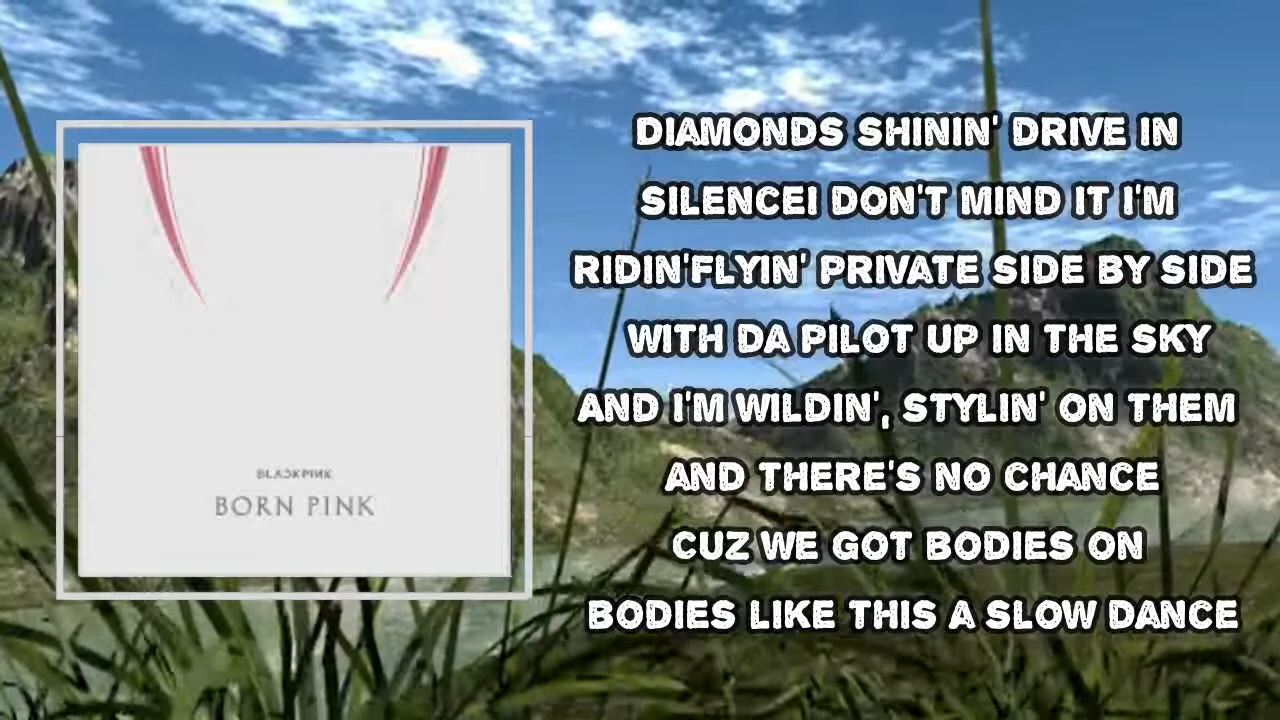 BLACKPINK
BORN PINK
DIAMONDS SHININ' DRIVE IN
SILENCEI DON'T MIND IT I'M
RIDIN'FLYIN' PRIVATE SIDE BY SIDE
WITH DA PILOT UP IN THE SKY
AND I'M WILDIN', STYLIN' ON THEM
AND THERE'S NO CHANCE
CUZ WE GOT BODIES ON
BODIES LIKE THIS A SLOW DANCE